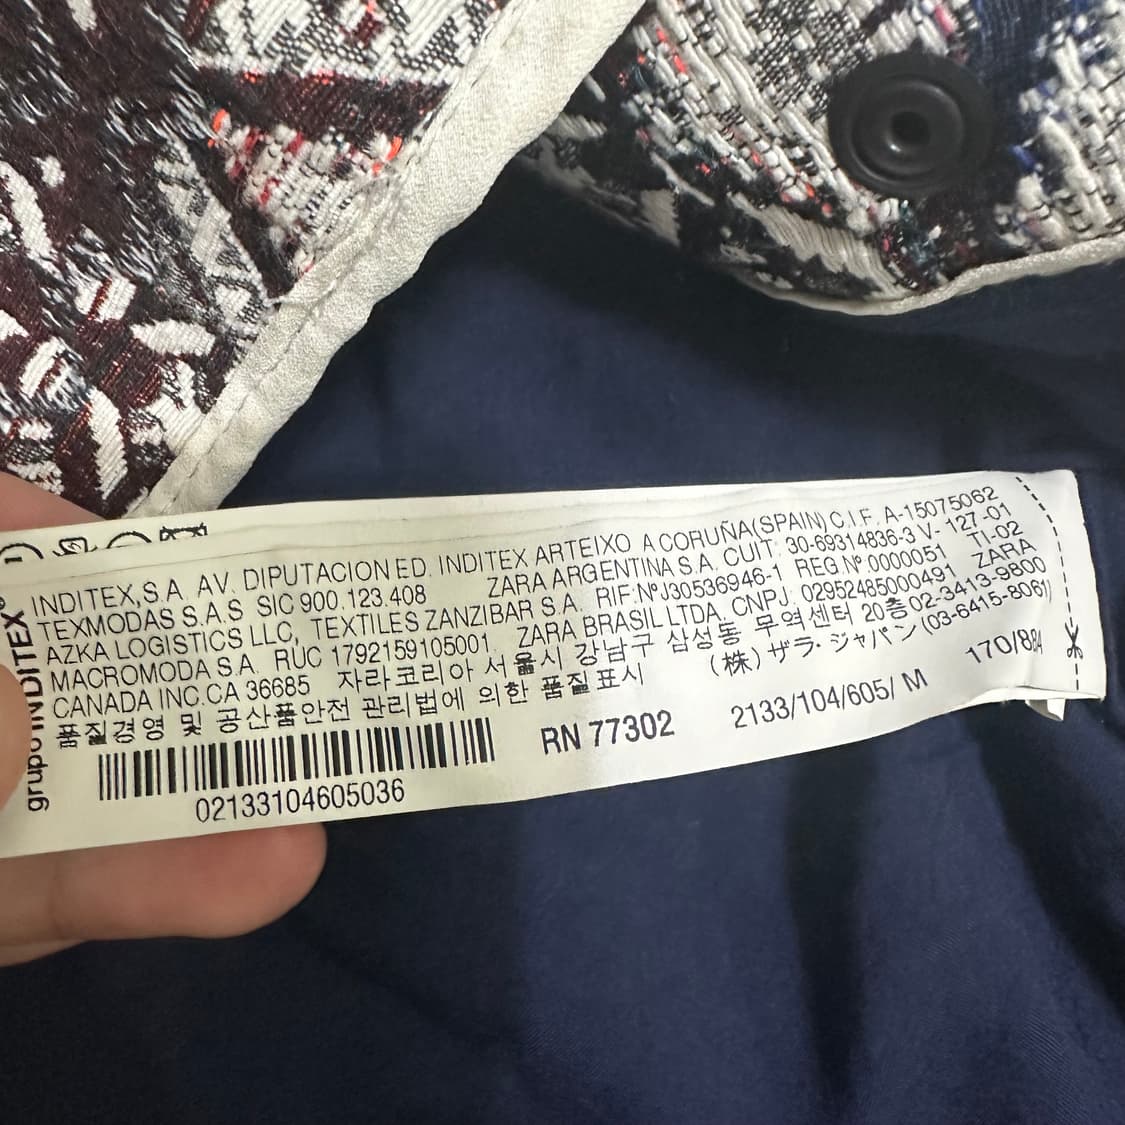 grupo INDITEX®
INDITEX,S.A. AV. DIPUTACION ED. INDITEX ARTEIXO A CORUÑA(SPAIN) C.I.F. A-15075062
TEXMODAS S.A.S SIC 900.123.408 ZARA ARGENTINA S.A. CUIT: 30-69314836-3 V- 127-01
AZKA LOGISTICS LLC, TEXTILES ZANZIBAR S.A. RIF:NºJ30536946-1 REG Nº:0000051 TI-02
MACROMODA S.A. RUC 1792159105001 ZARA BRASIL LTDA. CNPJ: 02952485000491 ZARA
CANADA INC.CA 36685 자라코리아 서울시 강남구 삼성동 무역센터 20층02-3413-9800
품질경영 및 공산품안전 관리법에 의한 품질표시 (株) ザラ・ジャパン (03-6415-8061)
02133104605036
RN 77302
2133/104/605/ M
170/88A